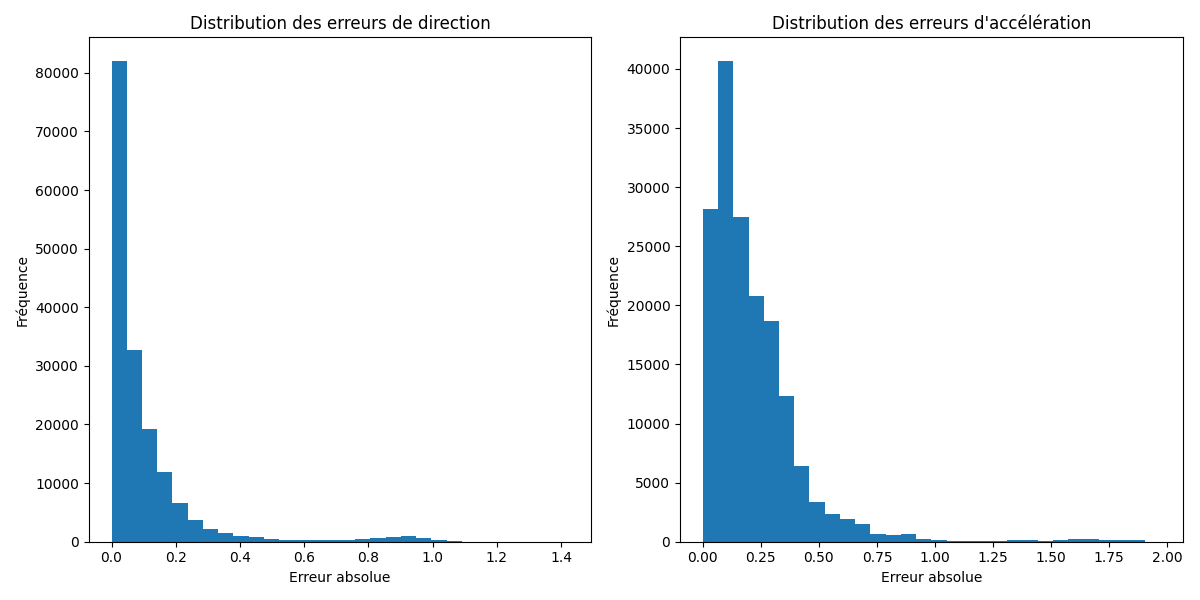 Distribution des erreurs de direction
80000
70000
60000
50000
40000
30000
20000
10000
0
Fréquence
0.0 0.2 0.4 0.6 0.8 1.0 1.2 1.4
Erreur absolue
Distribution des erreurs d'accélération
40000
35000
30000
25000
20000
15000
10000
5000
0
Fréquence
0.00 0.25 0.50 0.75 1.00 1.25 1.50 1.75 2.00
Erreur absolue